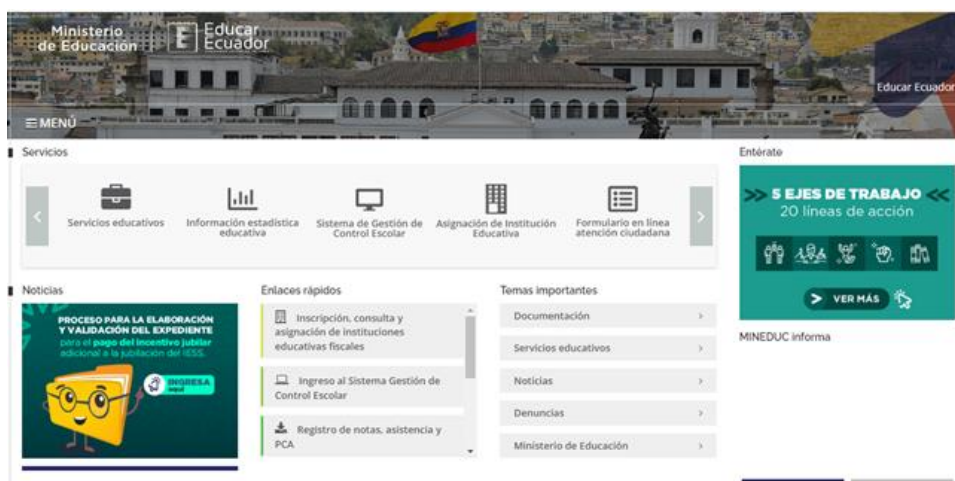 Ministerio
de Educación
Educar
Ecuador
Educar Ecuador
MENÚ
Servicios
Servicios educativos
Información estadística
educativa
Sistema de Gestión de
Control Escolar
Asignación de Institución
Educativa
Formulario en línea
atención ciudadana
Entérate
5 EJES DE TRABAJO
20 líneas de acción
VER MÁS
MINEDUC informa
Noticias
PROCESO PARA LA ELABORACIÓN
Y VALIDACIÓN DEL EXPEDIENTE
para el pago del incentivo jubilar
adicional a la jubilación del IESS.
INGRESA
aquí
Enlaces rápidos
Inscripción, consulta y
asignación de instituciones
educativas fiscales
Ingreso al Sistema Gestión de
Control Escolar
Registro de notas, asistencia y
PCA
Temas importantes
Documentación
Servicios educativos
Noticias
Denuncias
Ministerio de Educación